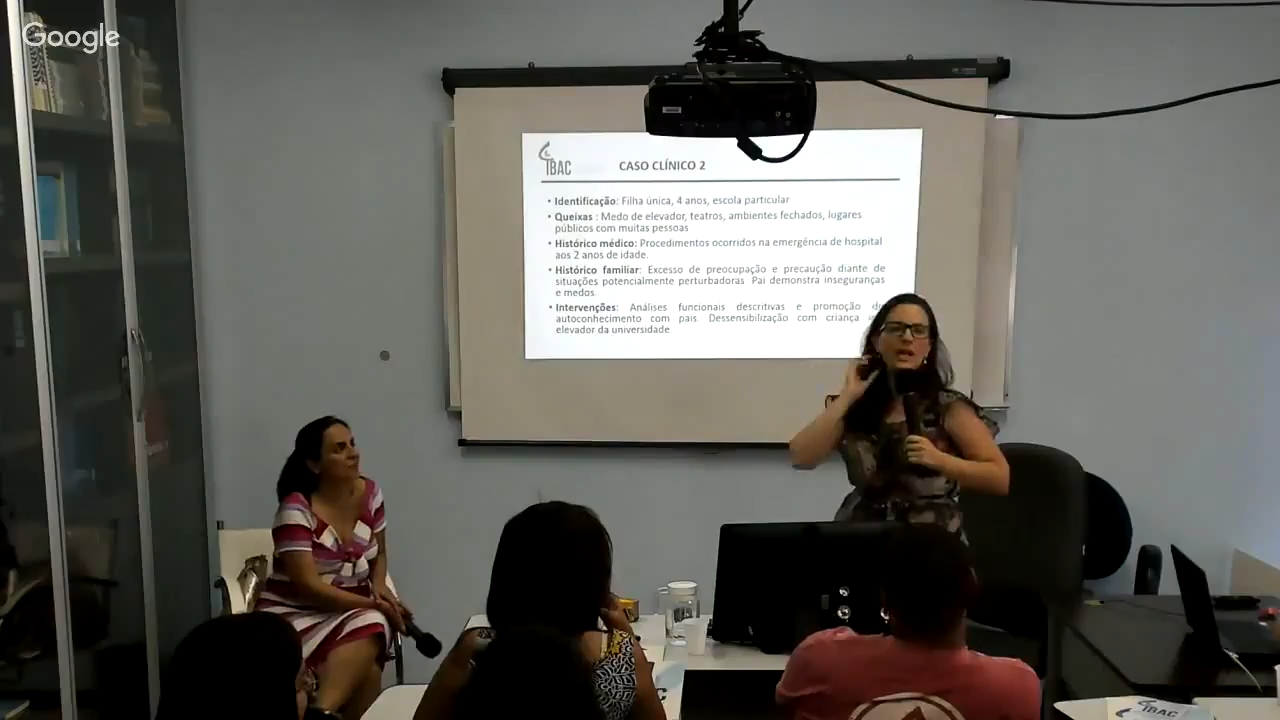 Google
IBAC
CASO CLÍNICO 2
• Identificação: Filha única, 4 anos, escola particular
• Queixas : Medo de elevador, teatros, ambientes fechados, lugares
públicos com muitas pessoas
• Histórico médico: Procedimentos ocorridos na emergência de hospital
aos 2 anos de idade.
• Histórico familiar: Excesso de preocupação e precaução diante de
situações potencialmente perturbadoras. Pai demonstra inseguranças
e medos.
• Intervenções: Análises funcionais descritivas e promoção
autoconhecimento com pais. Dessensibilização com criança
elevador da universidade.
IBAC